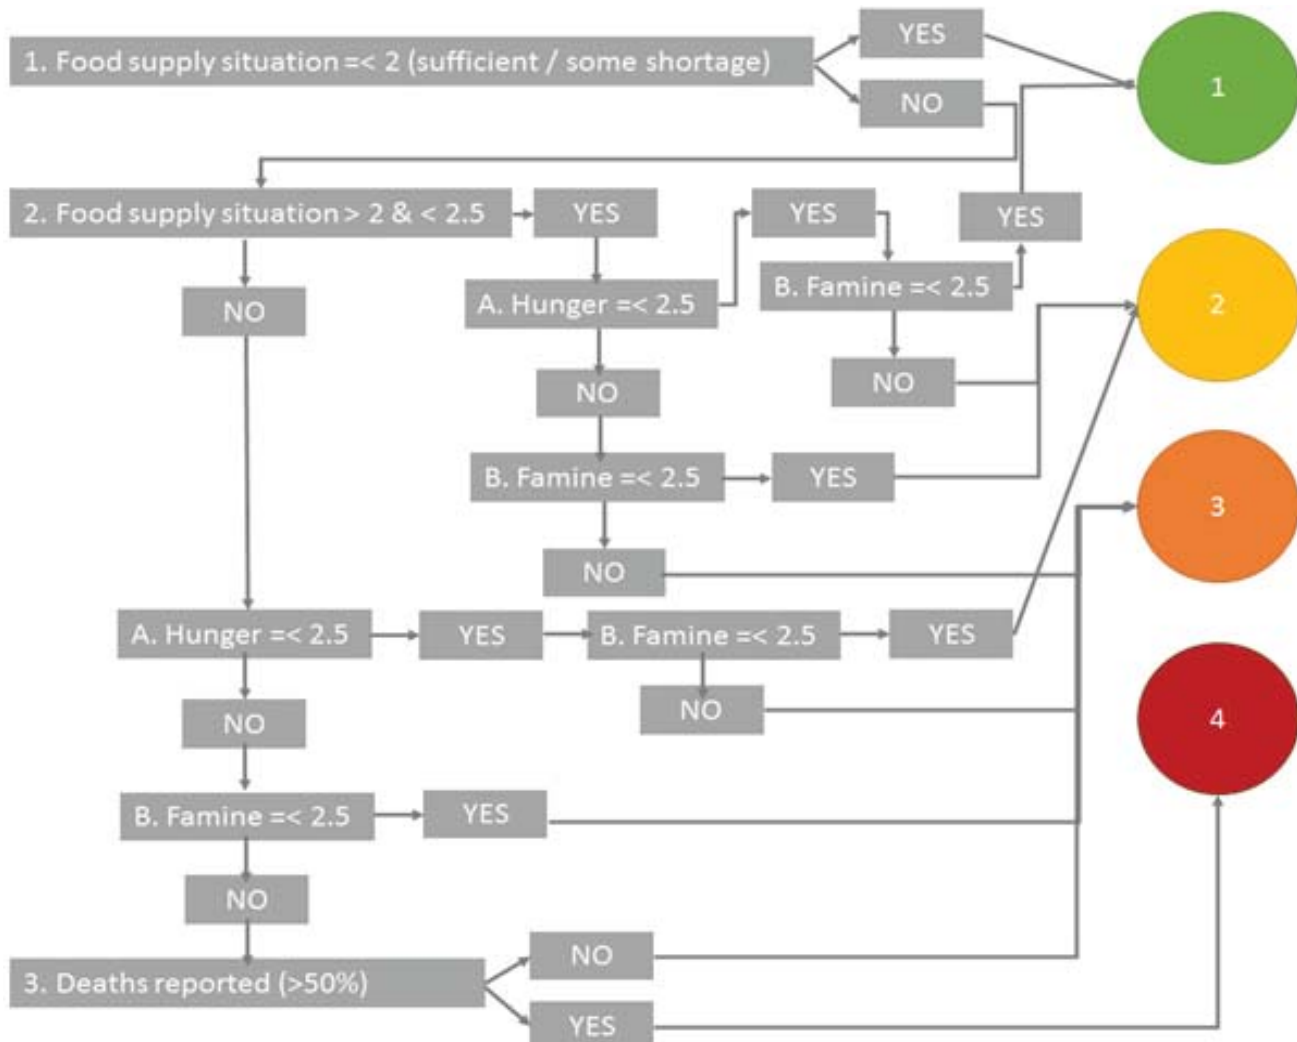 1. Food supply situation =< 2 (sufficient / some shortage)
YES
NO
1
2. Food supply situation > 2 & < 2.5
YES
YES
YES
NO
A. Hunger =< 2.5
B. Famine =< 2.5
2
NO
NO
B. Famine =< 2.5
YES
3
NO
A. Hunger =< 2.5
YES
B. Famine =< 2.5
YES
NO
NO
4
B. Famine =< 2.5
YES
NO
3. Deaths reported (>50%)
NO
YES